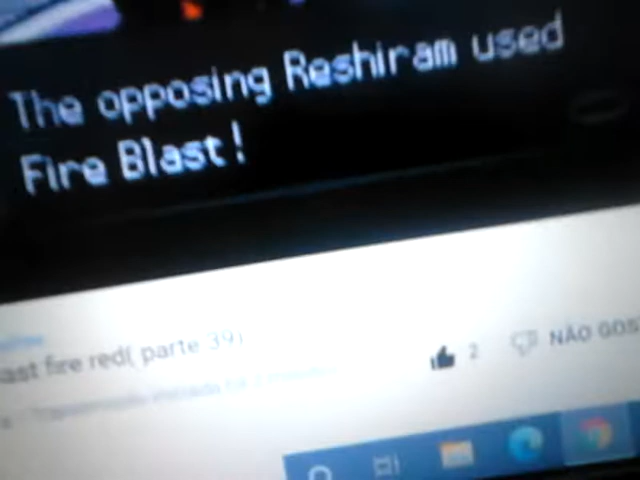 The opposing Reshiram used
Fire Blast!
ast fire red( parte 39)
2
NÃO GOS